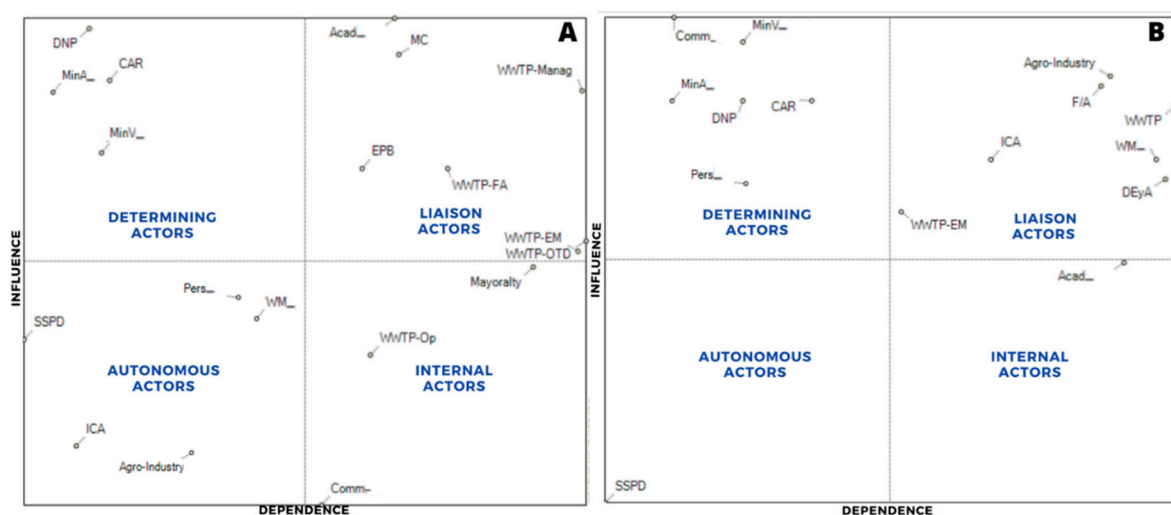 A
DNP
Acad_
MC
CAR
MinA_
WWTP-Manag
MinV_
EPB
WWTP-FA
DETERMINING
ACTORS
LIAISON
ACTORS
WWTP-EM
WWTP-OTD
Mayoralty
Pers_
WM_
SSPD
WWTP-Op
AUTONOMOUS
ACTORS
INTERNAL
ACTORS
ICA
Agro-Industry
Comm_
INFLUENCE
DEPENDENCE
B
Comm_
MinV_
Agro-Industry
MinA_
F/A
DNP
CAR
WWTP
ICA
WM_
Pers_
DEyA
DETERMINING
ACTORS
WWTP-EM
LIAISON
ACTORS
Acad_
AUTONOMOUS
ACTORS
INTERNAL
ACTORS
SSPD
INFLUENCE
DEPENDENCE